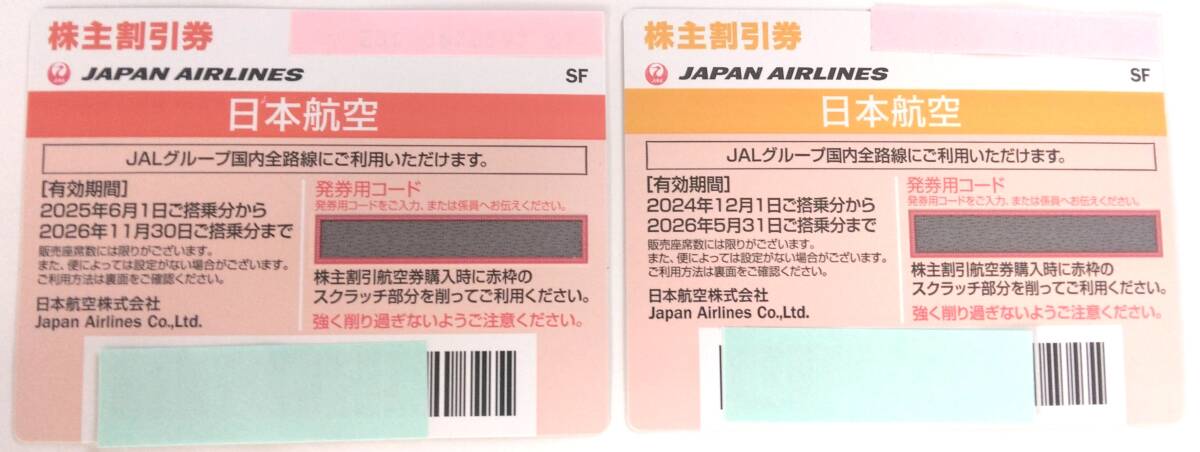 株主割引券
JAPAN AIRLINES SF
日本航空
JALグループ国内全路線にご利用いただけます。
[有効期間]
2025年6月1日ご搭乗分から
2026年11月30日ご搭乗分まで
販売座席数には限りがございます。
また、便によっては設定がない場合がございます。
ご利用方法は裏面をご確認ください。
日本航空株式会社
Japan Airlines Co.,Ltd.
発券用コード
発券用コードをご入力、または係員へお伝えください。
株主割引航空券購入時に赤枠の
スクラッチ部分を削ってご利用ください。
強く削り過ぎないようご注意ください。
株主割引券
JAPAN AIRLINES SF
日本航空
JALグループ国内全路線にご利用いただけます。
[有効期間]
2024年12月1日ご搭乗分から
2026年5月31日ご搭乗分まで
販売座席数には限りがございます。
また、便によっては設定がない場合がございます。
ご利用方法は裏面をご確認ください。
日本航空株式会社
Japan Airlines Co.,Ltd.
発券用コード
発券用コードをご入力、または係員へお伝えください。
株主割引航空券購入時に赤枠の
スクラッチ部分を削ってご利用ください。
強く削り過ぎないようご注意ください。